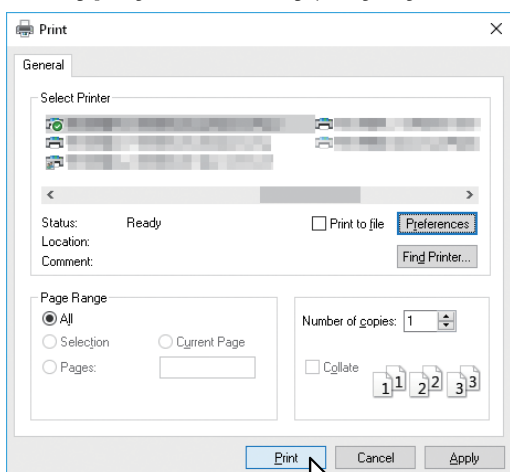 Print
General
Select Printer
Status: Ready
Print to file
Preferences
Location:
Comment:
Find Printer...
Page Range
All
Selection
Current Page
Pages:
Number of copies: 1
Collate
1 1 2 2 3 3
Print
Cancel
Apply